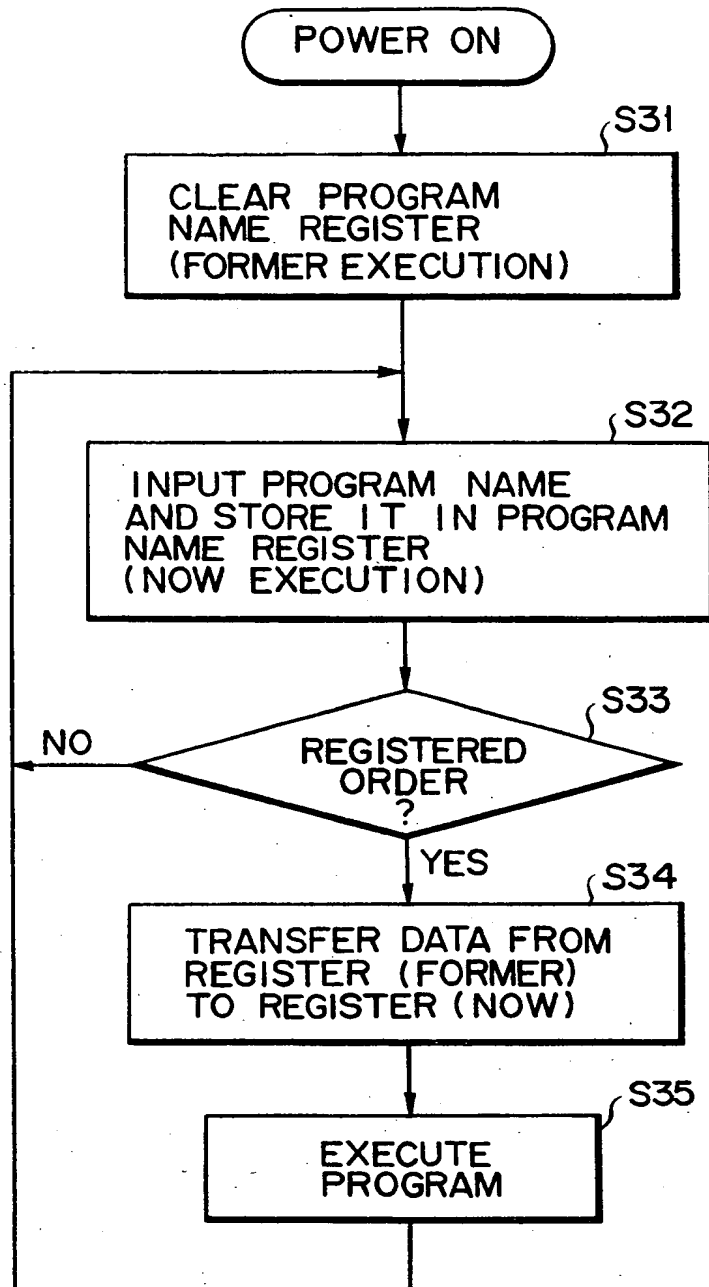 POWER ON
S31
CLEAR PROGRAM
NAME REGISTER
(FORMER EXECUTION)
S32
INPUT PROGRAM NAME
AND STORE IT IN PROGRAM
NAME REGISTER
(NOW EXECUTION)
S33
NO
REGISTERED
ORDER
?
YES
S34
TRANSFER DATA FROM
REGISTER (FORMER)
TO REGISTER (NOW)
S35
EXECUTE
PROGRAM